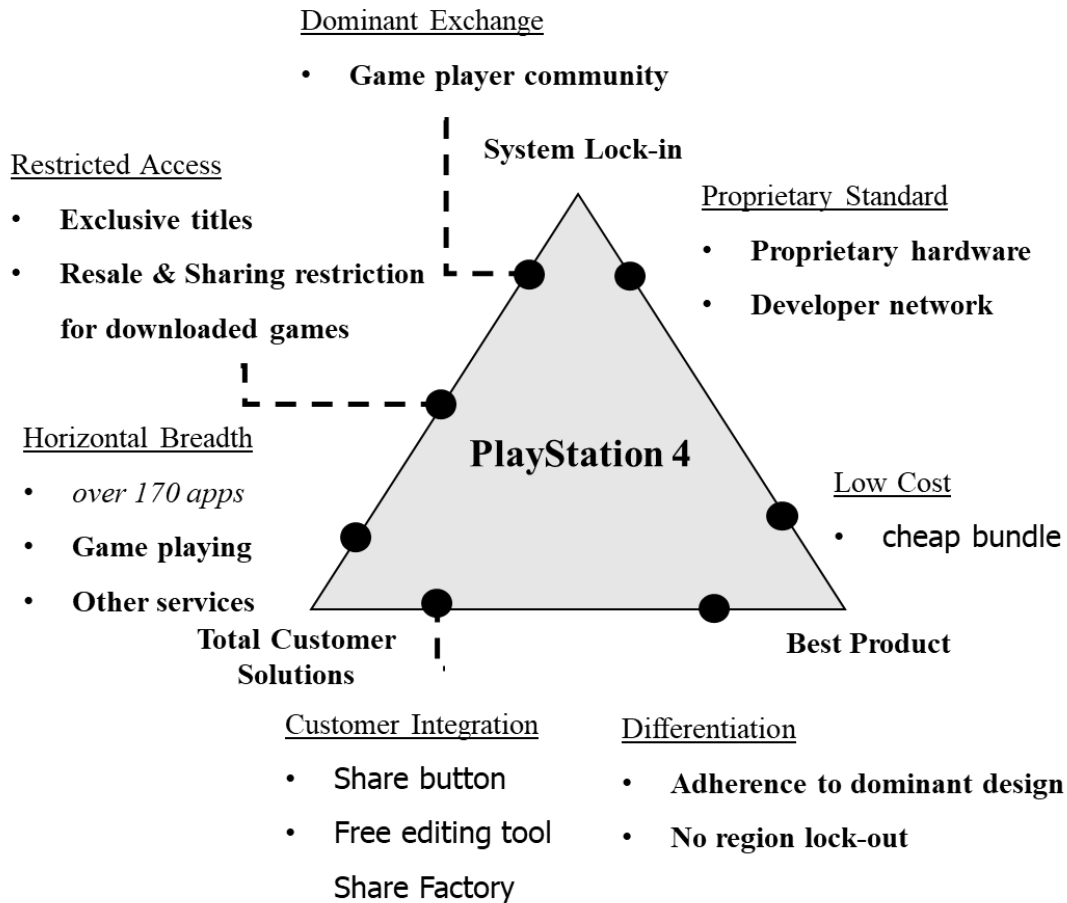 Dominant Exchange
• Game player community
System Lock-in
Restricted Access
• Exclusive titles
• Resale & Sharing restriction
for downloaded games
Proprietary Standard
• Proprietary hardware
• Developer network
PlayStation 4
Horizontal Breadth
• over 170 apps
• Game playing
• Other services
Low Cost
• cheap bundle
Total Customer
Solutions
Best Product
Customer Integration
• Share button
• Free editing tool
Share Factory
Differentiation
• Adherence to dominant design
• No region lock-out